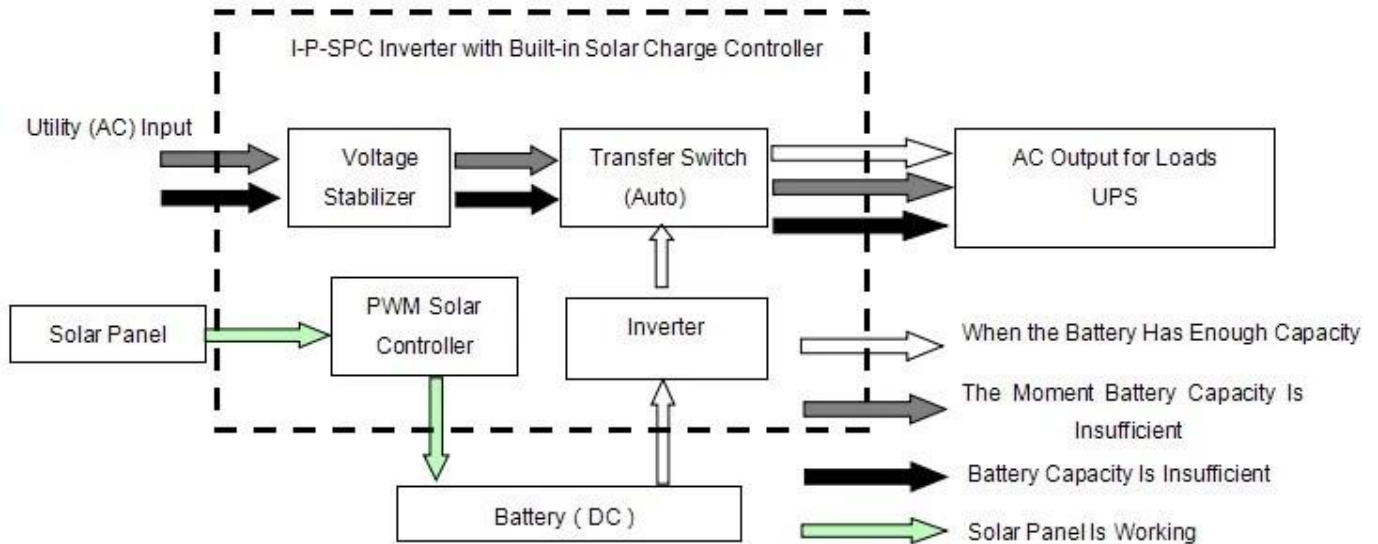 I-P-SPC Inverter with Built-in Solar Charge Controller
Utility (AC) Input
Voltage
Stabilizer
Transfer Switch
(Auto)
AC Output for Loads
UPS
Solar Panel
PWM Solar
Controller
Inverter
Battery ( DC )
When the Battery Has Enough Capacity
The Moment Battery Capacity Is
Insufficient
Battery Capacity Is Insufficient
Solar Panel Is Working